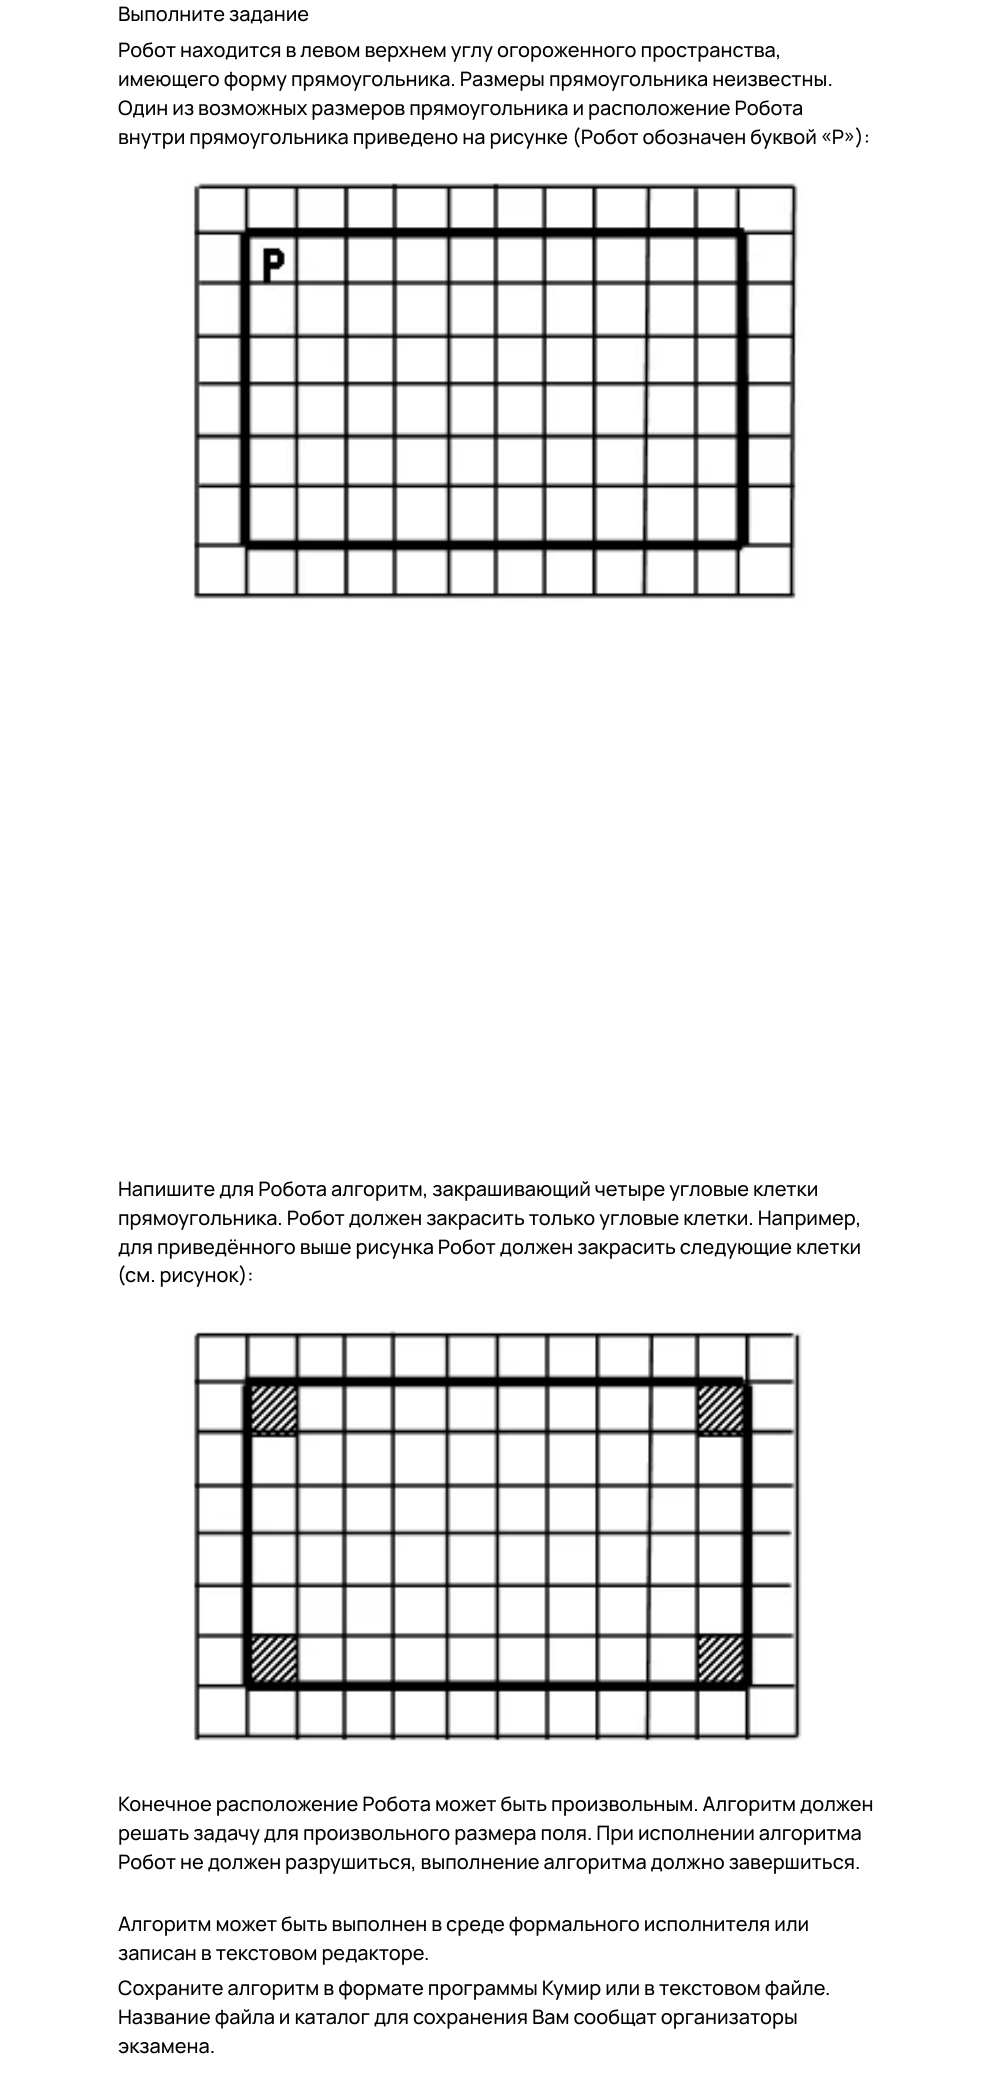 Выполните задание
Робот находится в левом верхнем углу огороженного пространства,
имеющего форму прямоугольника. Размеры прямоугольника неизвестны.
Один из возможных размеров прямоугольника и расположение Робота
внутри прямоугольника приведено на рисунке (Робот обозначен буквой «Р»):
Р
Напишите для Робота алгоритм, закрашивающий четыре угловые клетки
прямоугольника. Робот должен закрасить только угловые клетки. Например,
для приведённого выше рисунка Робот должен закрасить следующие клетки
(см. рисунок):
Конечное расположение Робота может быть произвольным. Алгоритм должен
решать задачу для произвольного размера поля. При исполнении алгоритма
Робот не должен разрушиться, выполнение алгоритма должно завершиться.
Алгоритм может быть выполнен в среде формального исполнителя или
записан в текстовом редакторе.
Сохраните алгоритм в формате программы Кумир или в текстовом файле.
Название файла и каталог для сохранения Вам сообщат организаторы
экзамена.